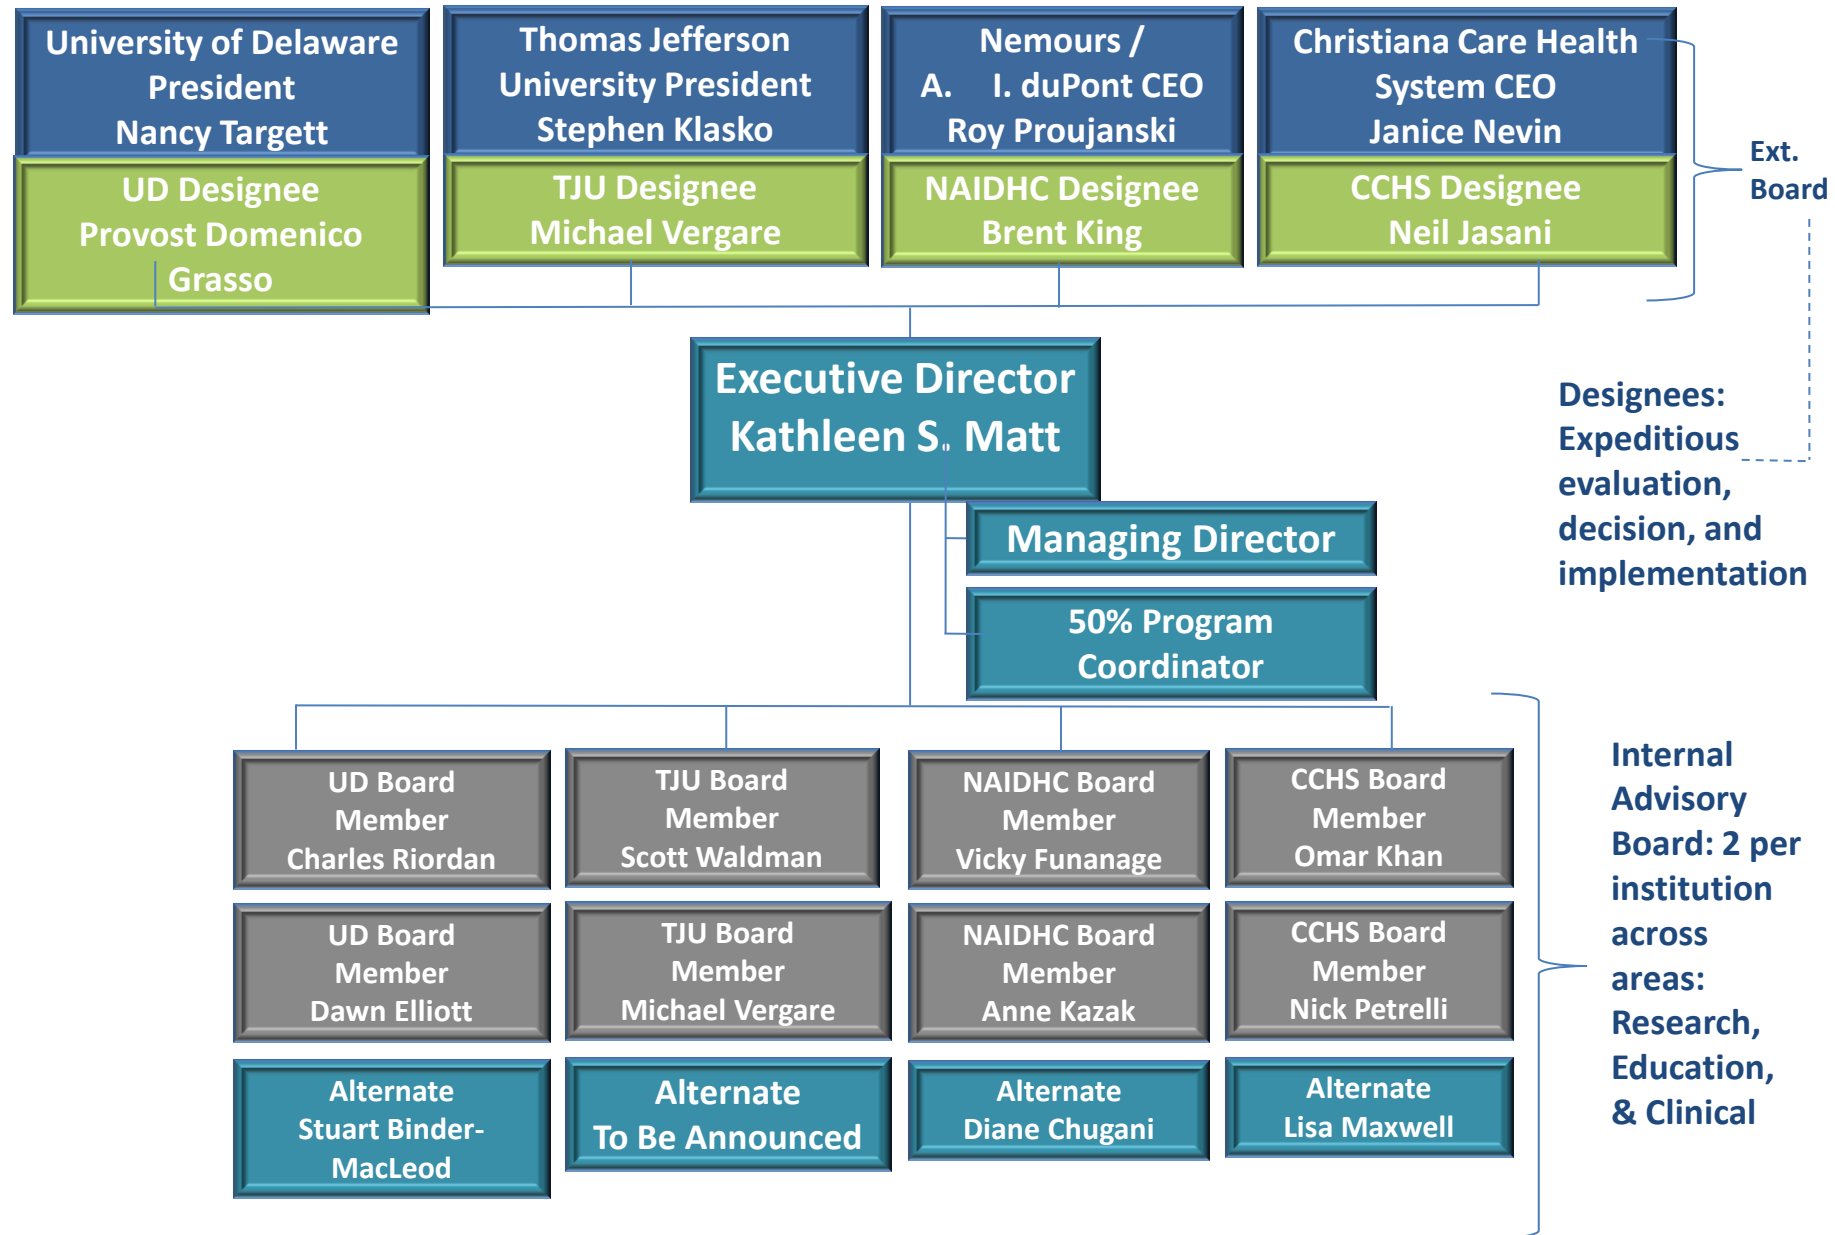 University of Delaware
President
Nancy Targett
Thomas Jefferson
University President
Stephen Klasko
Nemours /
A. I. duPont CEO
Roy Proujanski
Christiana Care Health
System CEO
Janice Nevin
UD Designee
Provost Domenico
Grasso
TJU Designee
Michael Vergare
NAIDHC Designee
Brent King
CCHS Designee
Neil Jasani
Ext.
Board
Executive Director
Kathleen S. Matt
Designees:
Expeditious
evaluation,
decision, and
implementation
Managing Director
50% Program
Coordinator
UD Board
Member
Charles Riordan
TJU Board
Member
Scott Waldman
NAIDHC Board
Member
Vicky Funanage
CCHS Board
Member
Omar Khan
UD Board
Member
Dawn Elliott
TJU Board
Member
Michael Vergare
NAIDHC Board
Member
Anne Kazak
CCHS Board
Member
Nick Petrelli
Alternate
Stuart Binder-
MacLeod
Alternate
To Be Announced
Alternate
Diane Chugani
Alternate
Lisa Maxwell
Internal
Advisory
Board: 2 per
institution
across
areas:
Research,
Education,
& Clinical